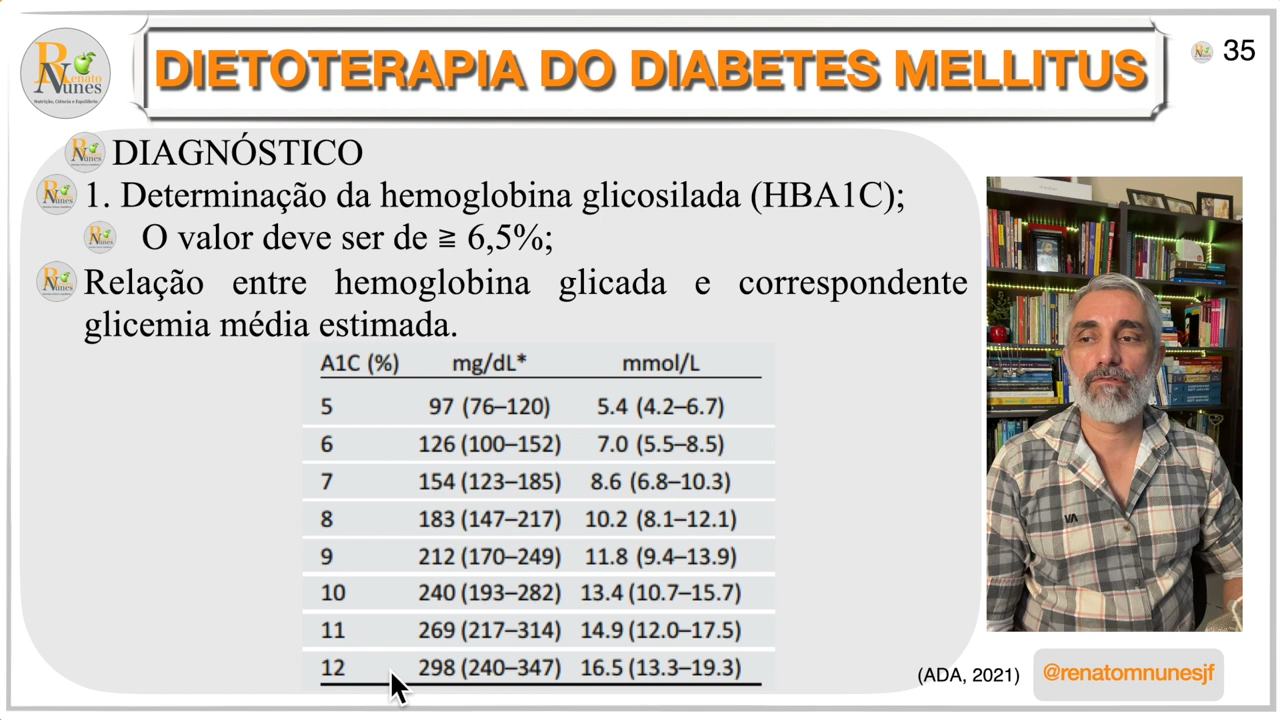 Renato
Nunes
Nutrição, Ciência e Equilíbrio
DIETOTERAPIA DO DIABETES MELLITUS
35
DIAGNÓSTICO
1. Determinação da hemoglobina glicosilada (HBA1C);
O valor deve ser de ≧ 6,5%;
Relação entre hemoglobina glicada e correspondente
glicemia média estimada.
A1C (%) mg/dL* mmol/L
5 97 (76–120) 5.4 (4.2–6.7)
6 126 (100–152) 7.0 (5.5–8.5)
7 154 (123–185) 8.6 (6.8–10.3)
8 183 (147–217) 10.2 (8.1–12.1)
9 212 (170–249) 11.8 (9.4–13.9)
10 240 (193–282) 13.4 (10.7–15.7)
11 269 (217–314) 14.9 (12.0–17.5)
12 298 (240–347) 16.5 (13.3–19.3)
VA
(ADA, 2021)
@renatomnunesjf